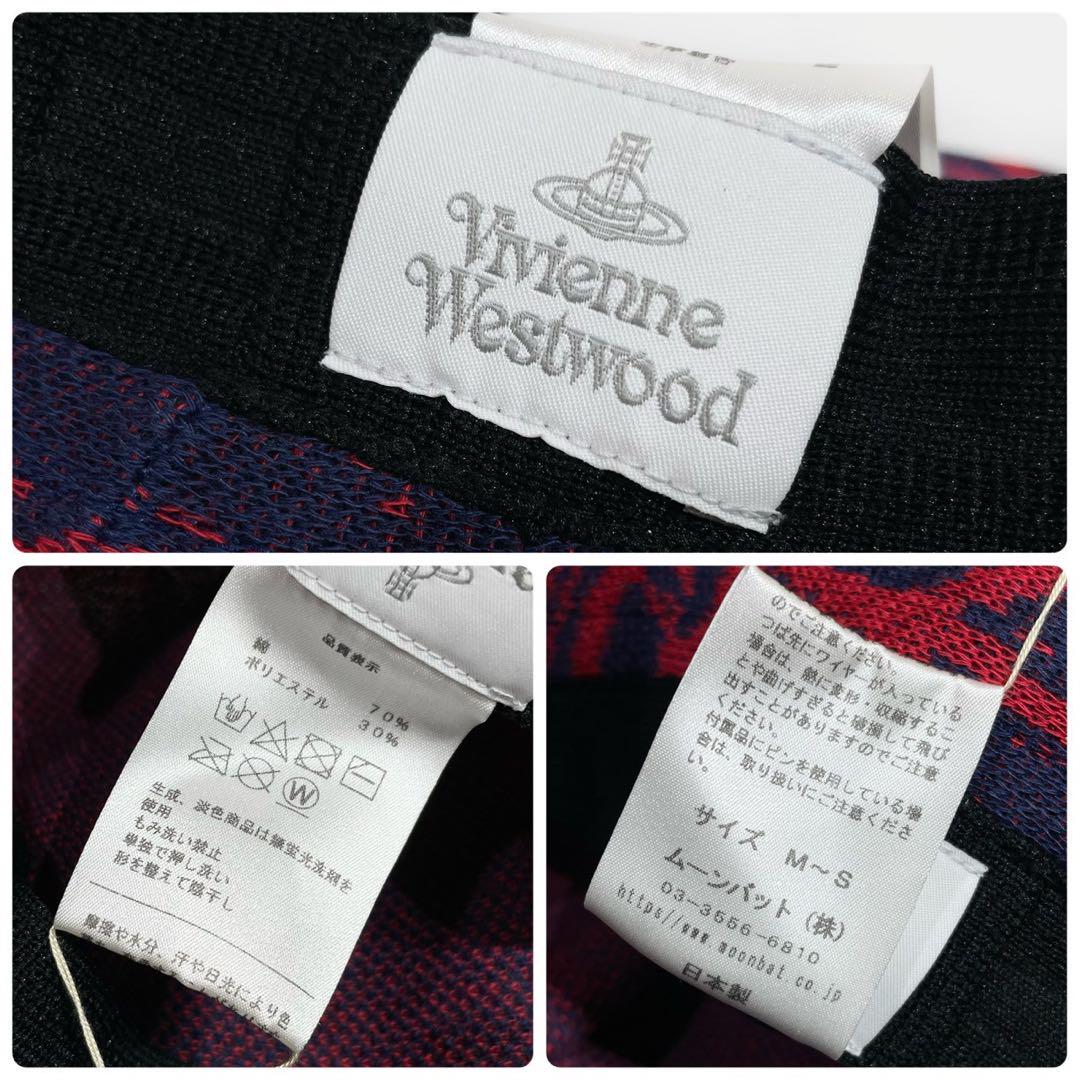 Vivienne
Westwood
品質表示
綿 70%
ポリエステル 30%
W
生成、淡色商品は無蛍光洗剤を
使用
もみ洗い禁止
単独で押し洗い
形を整えて陰干し
摩擦や水分、汗や日光により色
のでご注意ください。
つば先にワイヤーが入っている
場合は、敵に変形・収縮するこ
とや曲げすぎると破損して飛び
出すことがありますのでご注意
ください。
付属品にピンを使用している場
合は、取り扱いにご注意くださ
い。
サイズ M～S
ムーンバット(株)
03-3556-6810
https://www.moonbat.co.jp
日本製